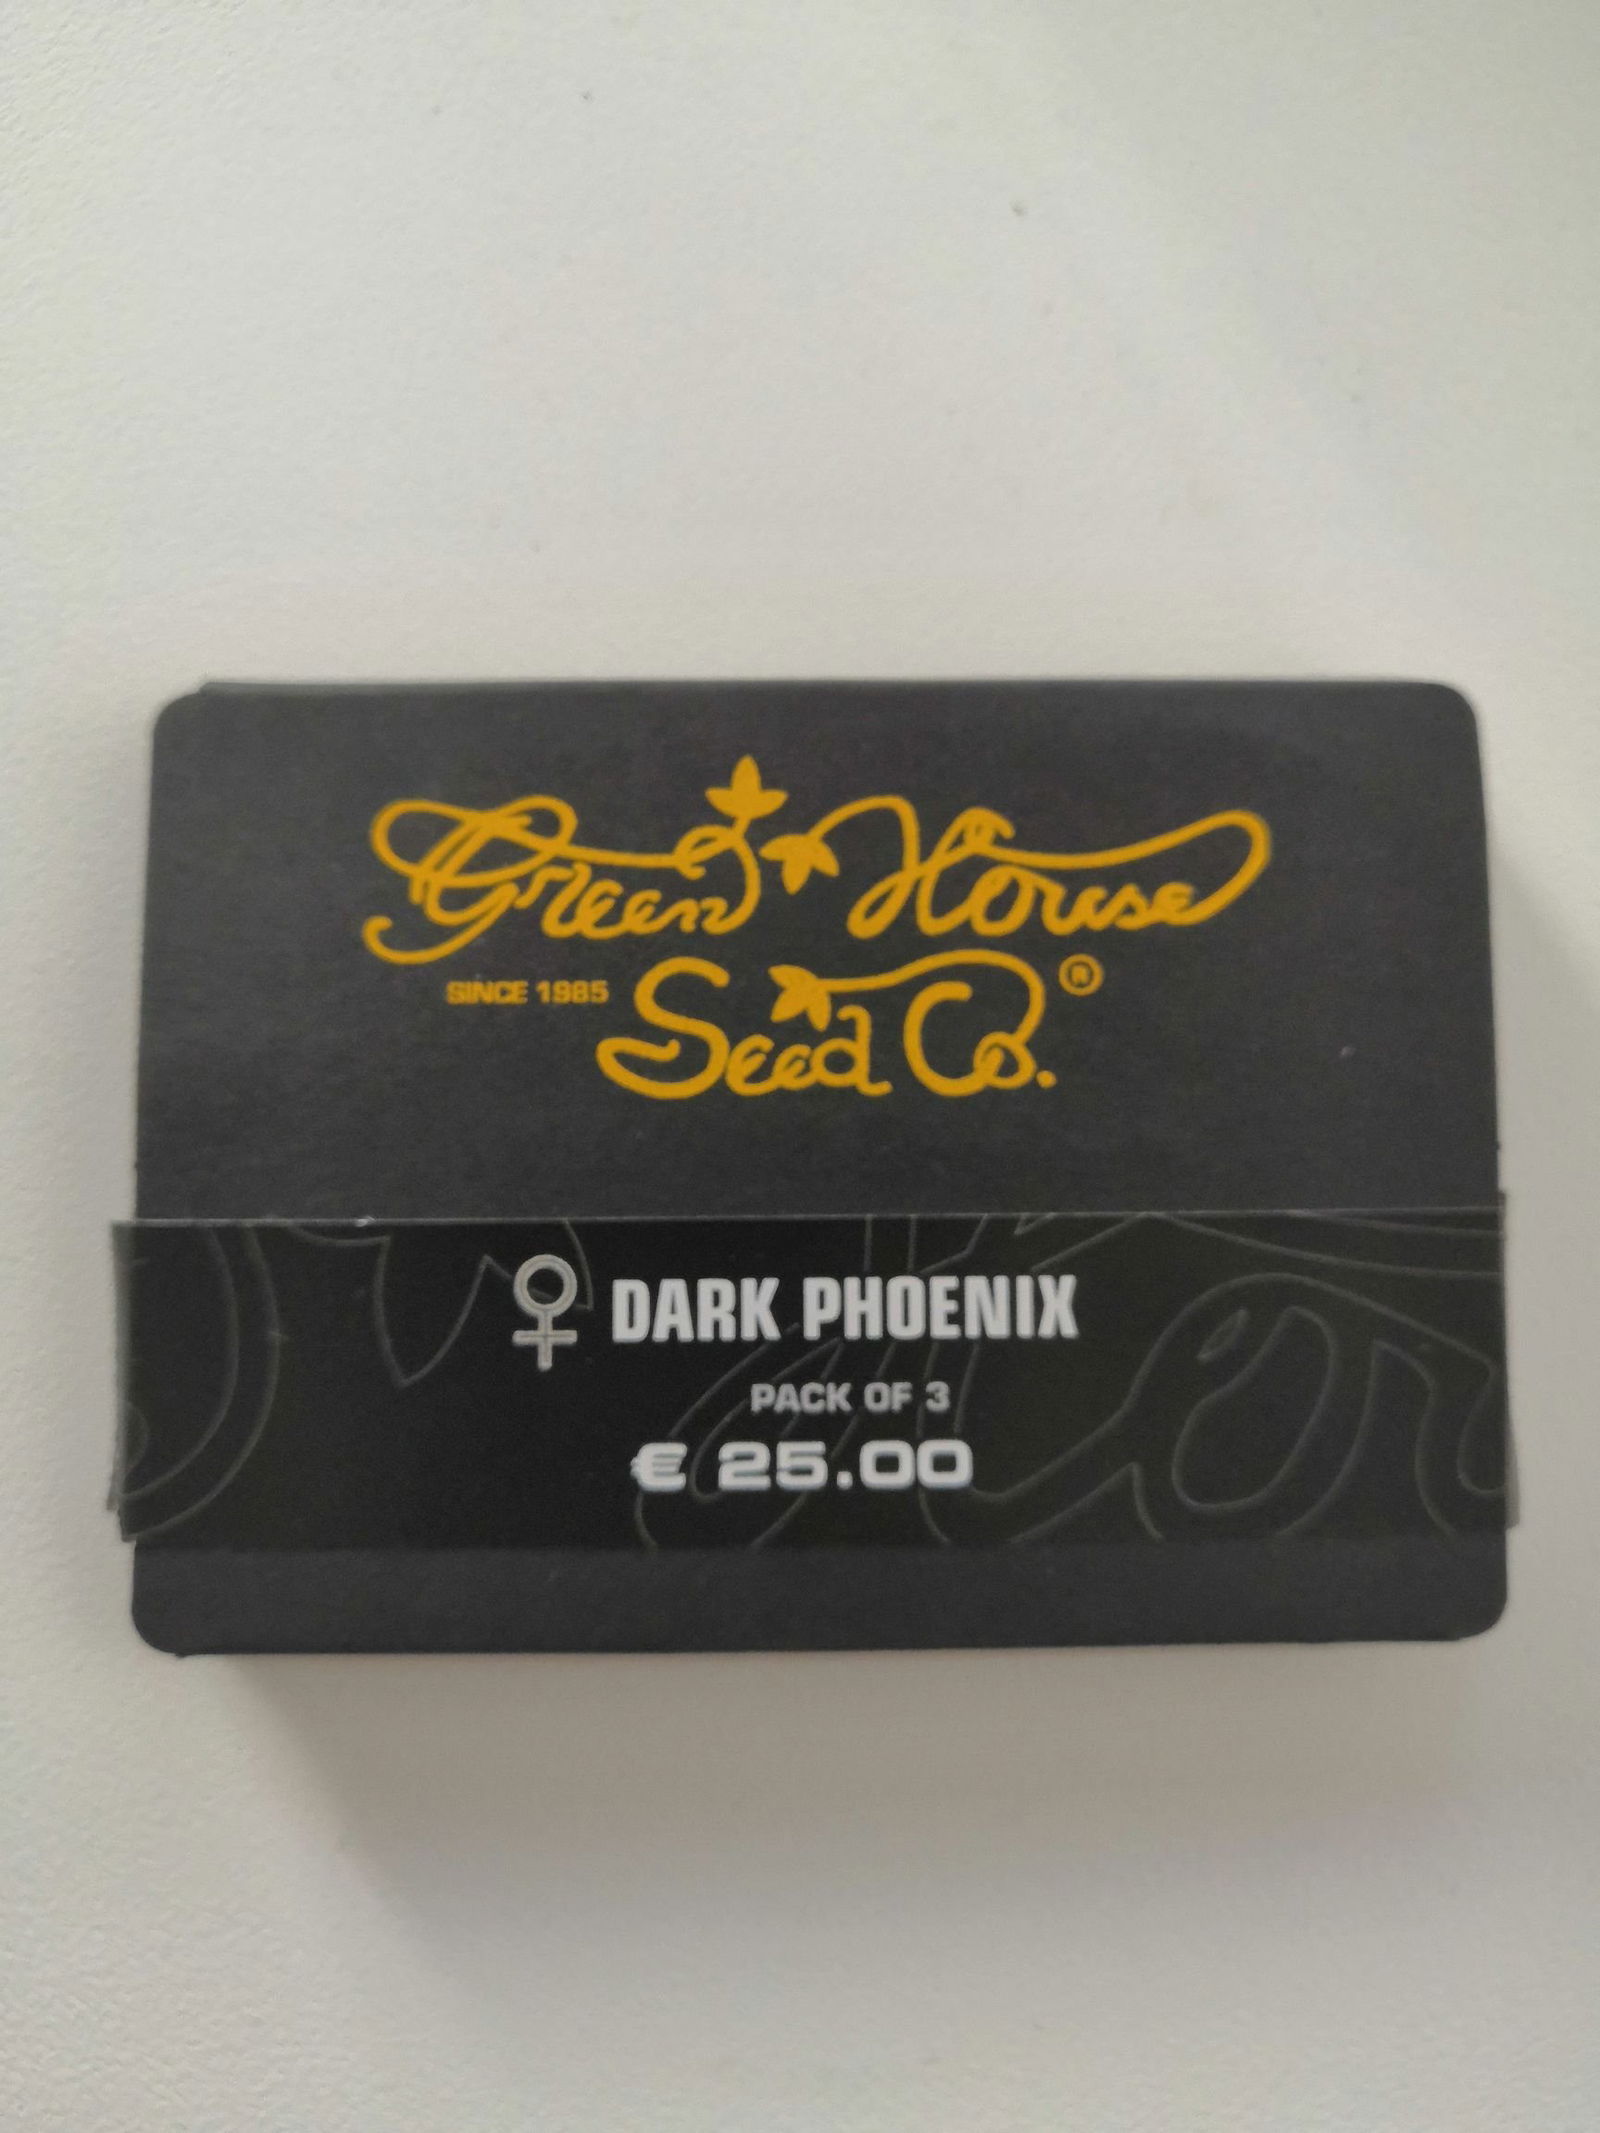 Green House
SINCE 1985 Seed Co. ®
♀ DARK PHOENIX
PACK OF 3
€ 25.00